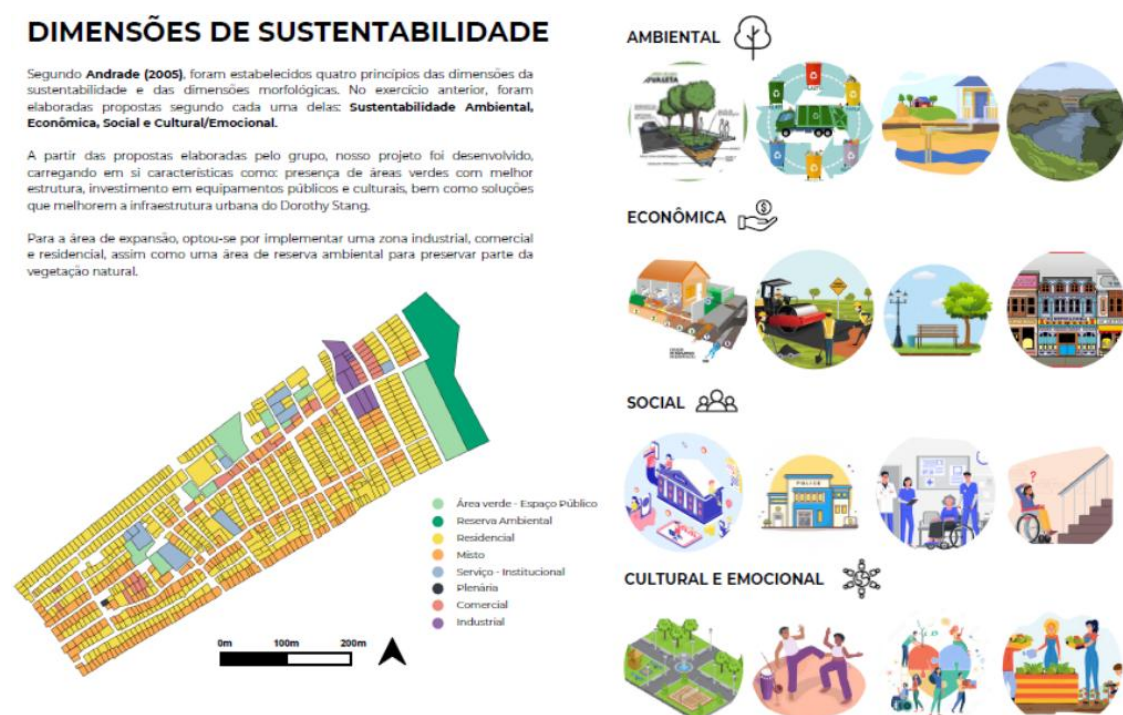 DIMENSÕES DE SUSTENTABILIDADE
Segundo Andrade (2005), foram estabelecidos quatro princípios das dimensões da
sustentabilidade e das dimensões morfológicas. No exercício anterior, foram
elaboradas propostas segundo cada uma delas: Sustentabilidade Ambiental,
Econômica, Social e Cultural/Emocional.
A partir das propostas elaboradas pelo grupo, nosso projeto foi desenvolvido,
carregando em si características como: presença de áreas verdes com melhor
estrutura, investimento em equipamentos públicos e culturais, bem como soluções
que melhorem a infraestrutura urbana do Dorothy Stang.
Para a área de expansão, optou-se por implementar uma zona industrial, comercial
e residencial, assim como uma área de reserva ambiental para preservar parte da
vegetação natural.
Área verde - Espaço Público
Reserva Ambiental
Residencial
Misto
Serviço - Institucional
Plenária
Comercial
Industrial
0m 100m 200m
AMBIENTAL
ECONÔMICA
SOCIAL
POLICE
CULTURAL E EMOCIONAL